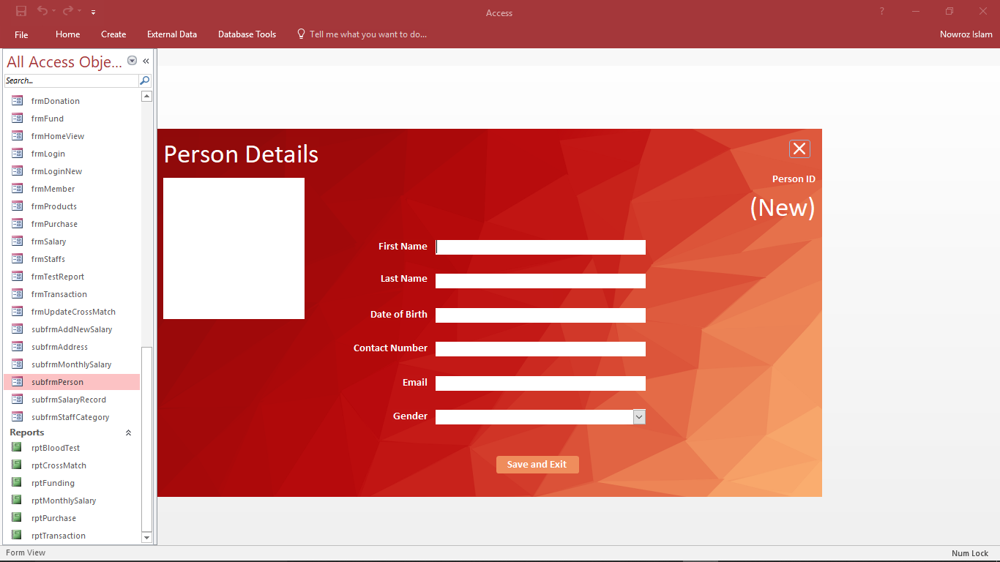 Access
?
File Home Create External Data Database Tools Tell me what you want to do... Nowroz Islam
All Access Obje... «
Search...
frmDonation
frmFund
frmHomeView
frmLogin
frmLoginNew
frmMember
frmProducts
frmPurchase
frmSalary
frmStaffs
frmTestReport
frmTransaction
frmUpdateCrossMatch
subfrmAddNewSalary
subfrmAddress
subfrmMonthlySalary
subfrmPerson
subfrmSalaryRecord
subfrmStaffCategory
Reports
rptBloodTest
rptCrossMatch
rptFunding
rptMonthlySalary
rptPurchase
rptTransaction
Person Details
Person ID
(New)
First Name
Last Name
Date of Birth
Contact Number
Email
Gender
Save and Exit
Form View Num Lock